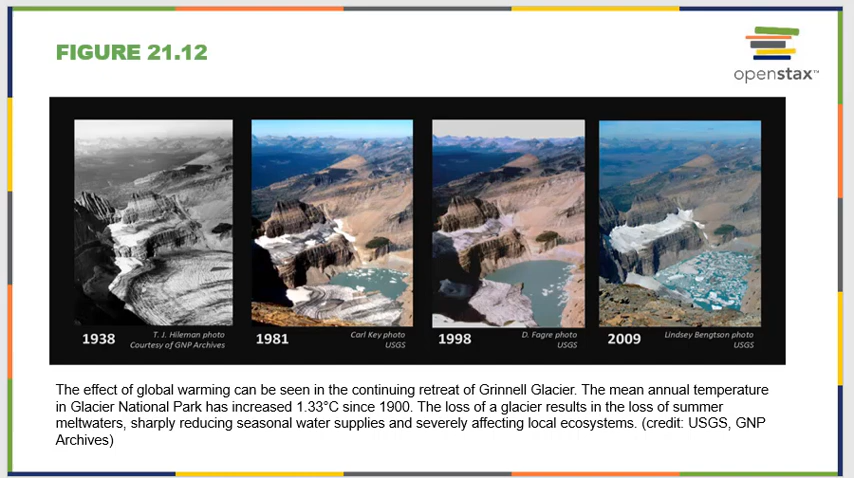 FIGURE 21.12
openstax™
1938
T. J. Hileman photo
Courtesy of GNP Archives
1981
Carl Key photo
USGS
1998
D. Fagre photo
USGS
2009
Lindsey Bengtson photo
USGS
The effect of global warming can be seen in the continuing retreat of Grinnell Glacier. The mean annual temperature
in Glacier National Park has increased 1.33°C since 1900. The loss of a glacier results in the loss of summer
meltwaters, sharply reducing seasonal water supplies and severely affecting local ecosystems. (credit: USGS, GNP
Archives)